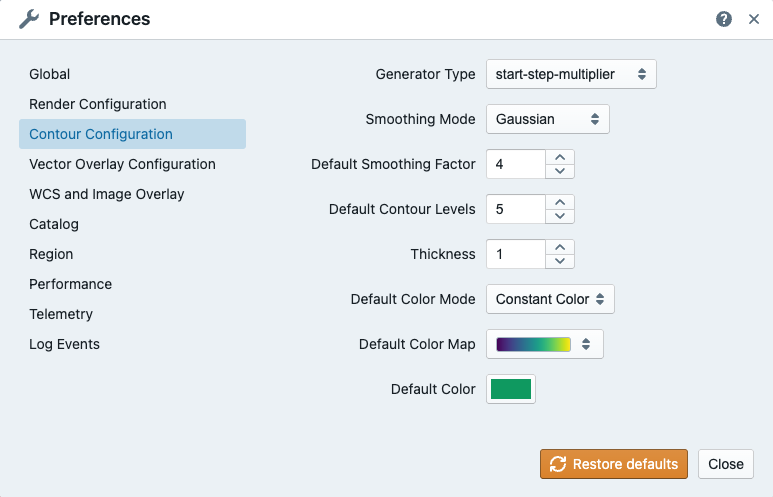 Preferences
Global
Render Configuration
Contour Configuration
Vector Overlay Configuration
WCS and Image Overlay
Catalog
Region
Performance
Telemetry
Log Events
Generator Type start-step-multiplier
Smoothing Mode Gaussian
Default Smoothing Factor 4
Default Contour Levels 5
Thickness 1
Default Color Mode Constant Color
Default Color Map
Default Color
Restore defaults Close